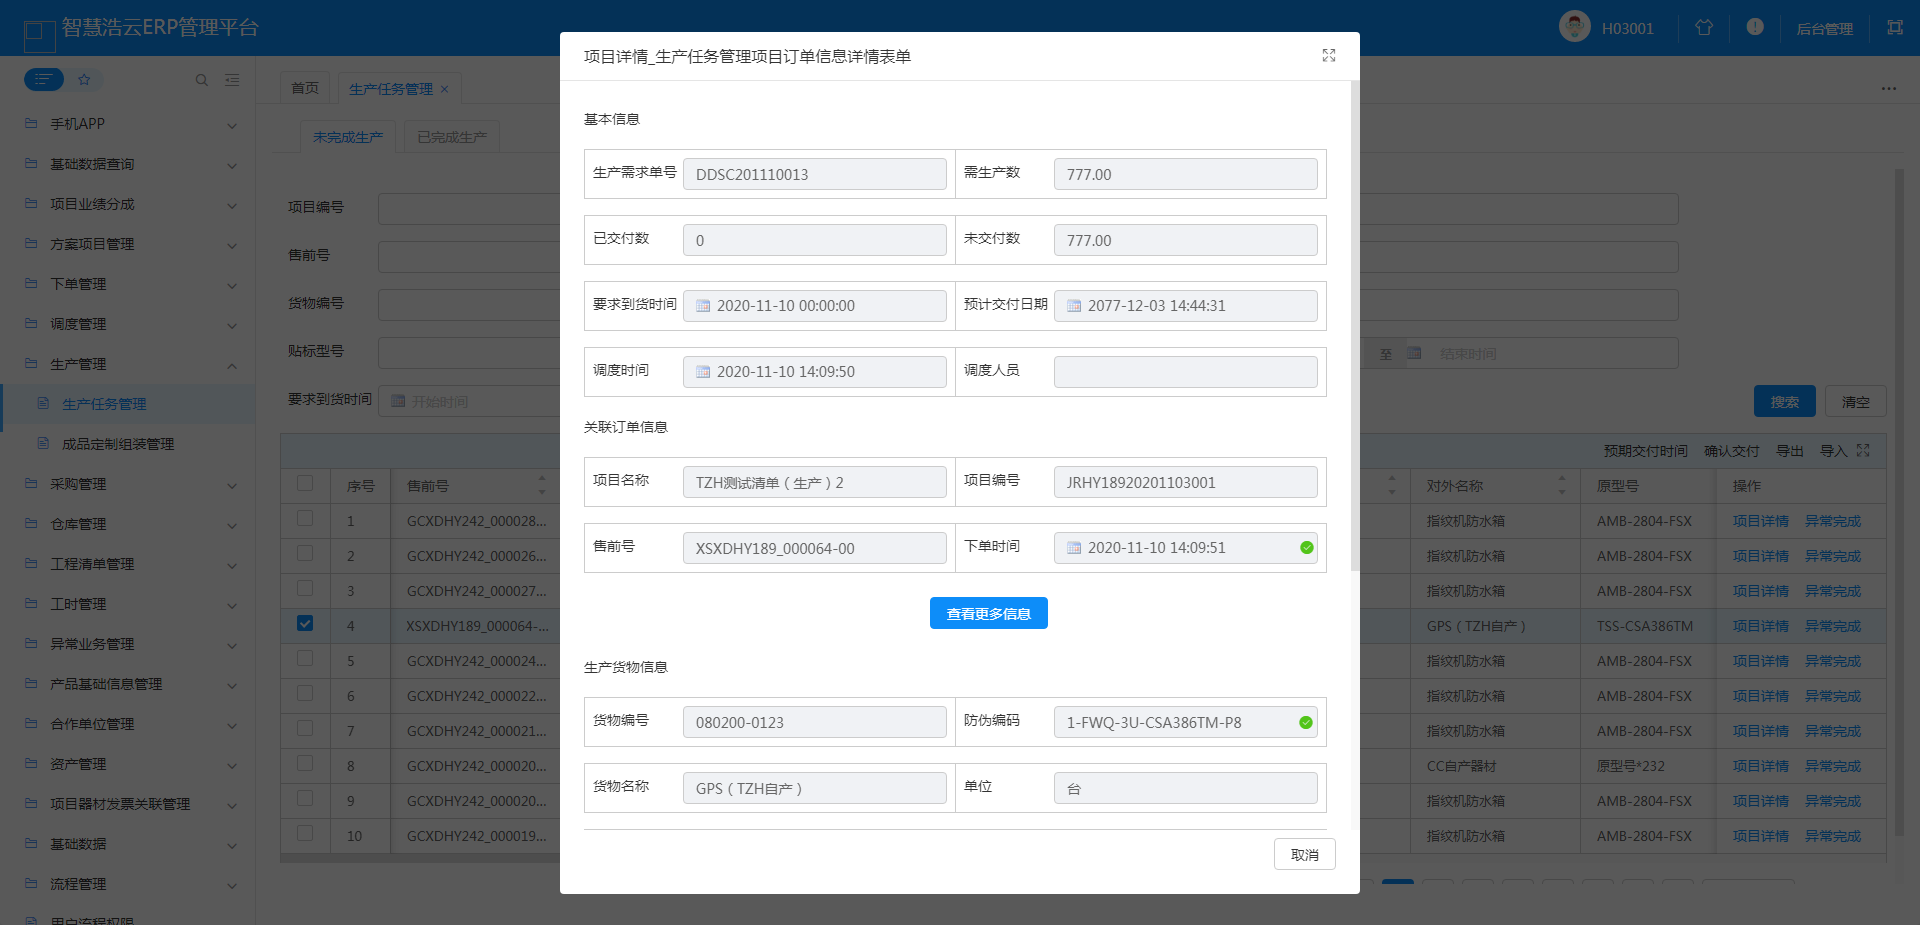 智慧浩云ERP管理平台
H03001
后台管理
首页
生产任务管理
未完成生产
已完成生产
手机APP
基础数据查询
项目业绩分成
方案项目管理
下单管理
调度管理
生产管理
生产任务管理
成品定制组装管理
采购管理
仓库管理
工程清单管理
工时管理
异常业务管理
产品基础信息管理
合作单位管理
资产管理
项目器材发票关联管理
基础数据
流程管理
用户流程权限
项目编号
售前号
货物编号
贴标型号
要求到货时间 开始时间
至 结束时间
搜索 清空
预期交付时间 确认交付 导出 导入
序号 售前号 对外名称 原型号 操作
1 GCXDHY242_000028... 指纹机防水箱 AMB-2804-FSX 项目详情 异常完成
2 GCXDHY242_000026... 指纹机防水箱 AMB-2804-FSX 项目详情 异常完成
3 GCXDHY242_000027... 指纹机防水箱 AMB-2804-FSX 项目详情 异常完成
4 XSXDHY189_000064-... GPS（TZH自产） TSS-CSA386TM 项目详情 异常完成
5 GCXDHY242_000024... 指纹机防水箱 AMB-2804-FSX 项目详情 异常完成
6 GCXDHY242_000022... 指纹机防水箱 AMB-2804-FSX 项目详情 异常完成
7 GCXDHY242_000021... 指纹机防水箱 AMB-2804-FSX 项目详情 异常完成
8 GCXDHY242_000020... CC自产器材 原型号*232 项目详情 异常完成
9 GCXDHY242_000020... 指纹机防水箱 AMB-2804-FSX 项目详情 异常完成
10 GCXDHY242_000019... 指纹机防水箱 AMB-2804-FSX 项目详情 异常完成
项目详情_生产任务管理项目订单信息详情表单
基本信息
生产需求单号 DDSC201110013 需生产数 777.00
已交付数 0 未交付数 777.00
要求到货时间 2020-11-10 00:00:00 预计交付日期 2077-12-03 14:44:31
调度时间 2020-11-10 14:09:50 调度人员
关联订单信息
项目名称 TZH测试清单（生产）2 项目编号 JRHY18920201103001
售前号 XSXDHY189_000064-00 下单时间 2020-11-10 14:09:51
查看更多信息
生产货物信息
货物编号 080200-0123 防伪编码 1-FWQ-3U-CSA386TM-P8
货物名称 GPS（TZH自产） 单位 台
取消